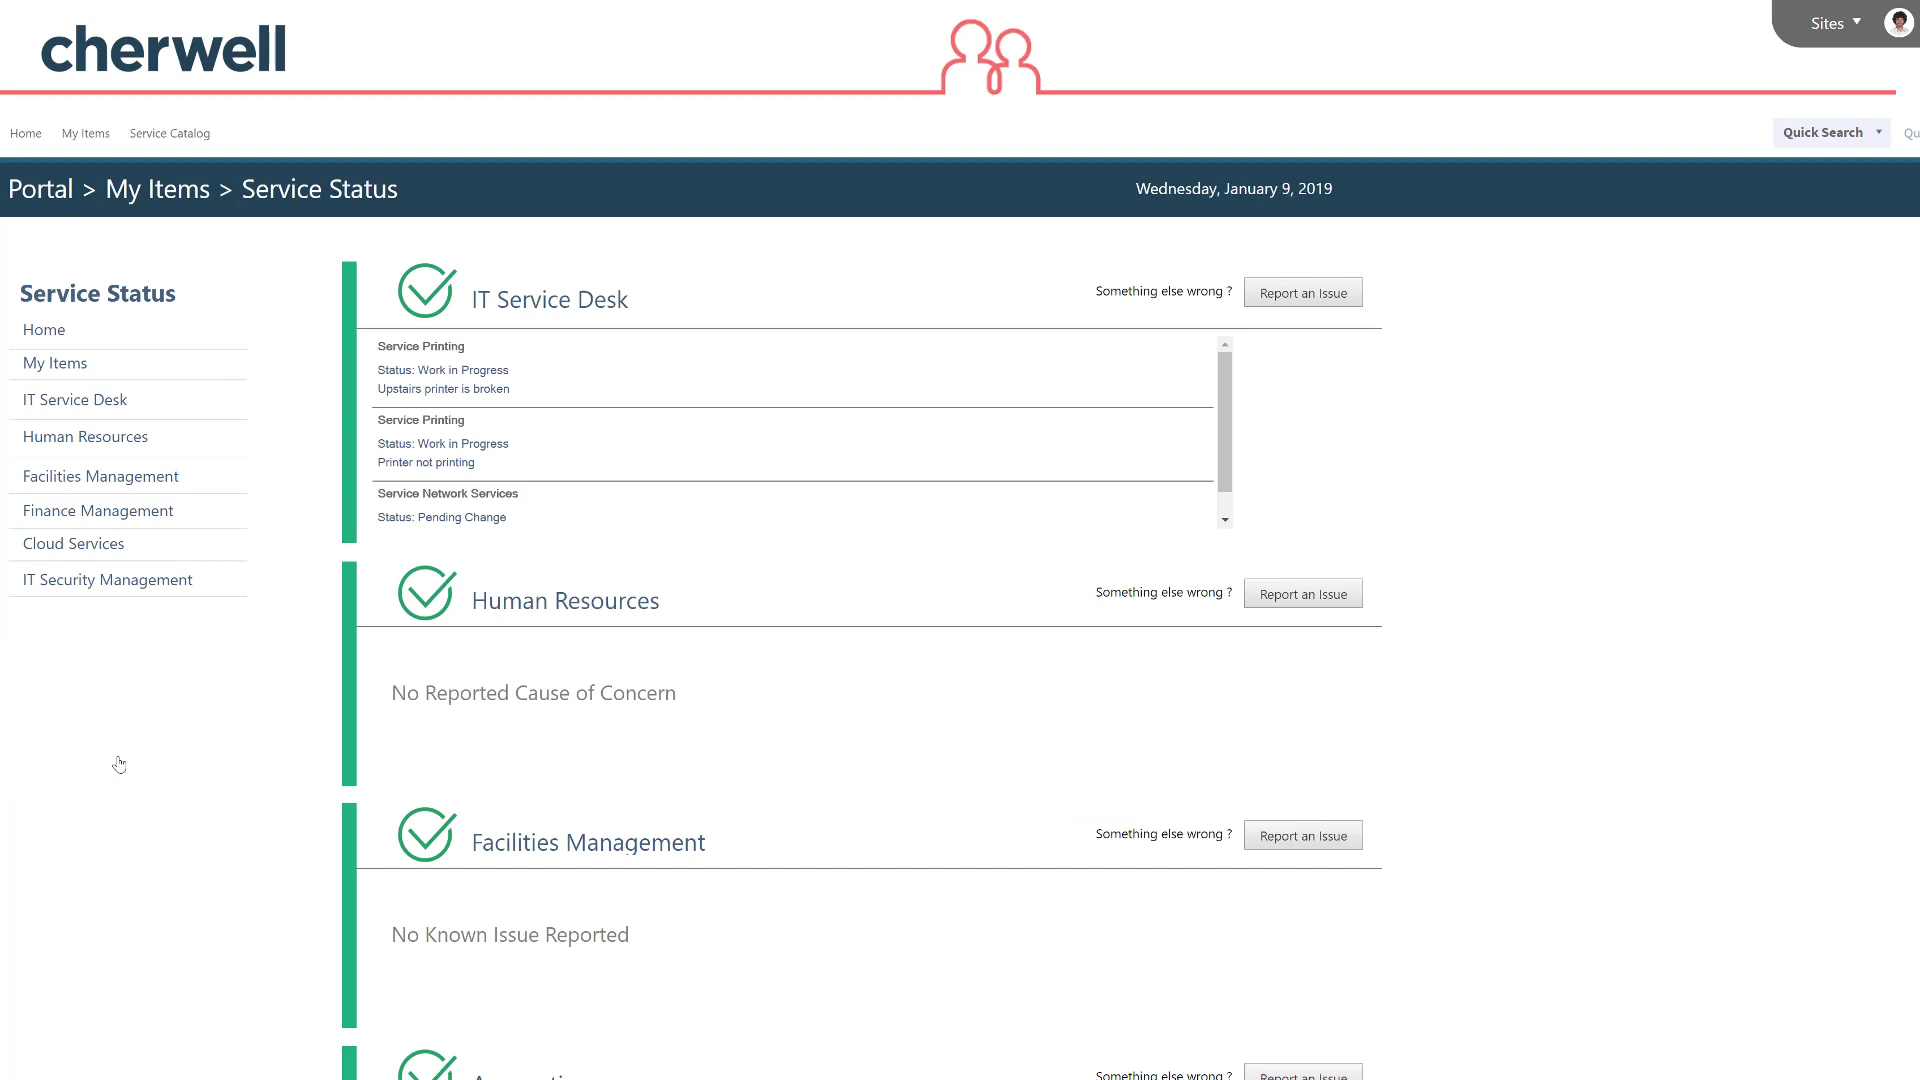 cherwell
Sites
Home My Items Service Catalog
Quick Search
Qu
Portal > My Items > Service Status
Wednesday, January 9, 2019
Service Status
Home
My Items
IT Service Desk
Human Resources
Facilities Management
Finance Management
Cloud Services
IT Security Management
IT Service Desk
Something else wrong ?
Report an Issue
Service Printing
Status: Work in Progress
Upstairs printer is broken
Service Printing
Status: Work in Progress
Printer not printing
Service Network Services
Status: Pending Change
Human Resources
Something else wrong ?
Report an Issue
No Reported Cause of Concern
Facilities Management
Something else wrong ?
Report an Issue
No Known Issue Reported
Something else wrong ?
Report an Issue